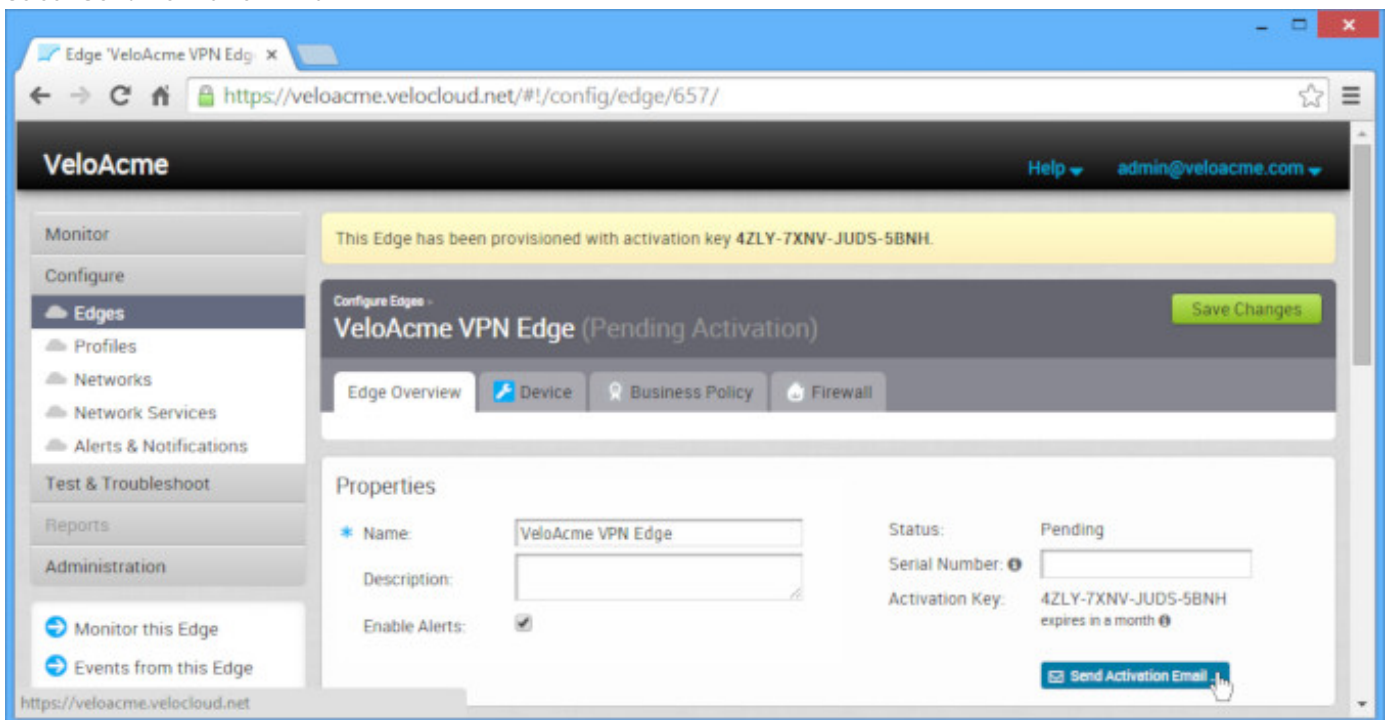 Edge 'VeloAcme VPN Edg
https://veloacme.velocloud.net/#!/config/edge/657/
VeloAcme
Help
admin@veloacme.com
Monitor
Configure
Edges
Profiles
Networks
Network Services
Alerts & Notifications
Test & Troubleshoot
Reports
Administration
Monitor this Edge
Events from this Edge
This Edge has been provisioned with activation key 4ZLY-7XNV-JUDS-5BNH.
Configure Edges
VeloAcme VPN Edge (Pending Activation)
Save Changes
Edge Overview
Device
Business Policy
Firewall
Properties
* Name:
VeloAcme VPN Edge
Description:
Enable Alerts:
Status:
Pending
Serial Number:
Activation Key:
4ZLY-7XNV-JUDS-5BNH
expires in a month
Send Activation Email
https://veloacme.velocloud.net